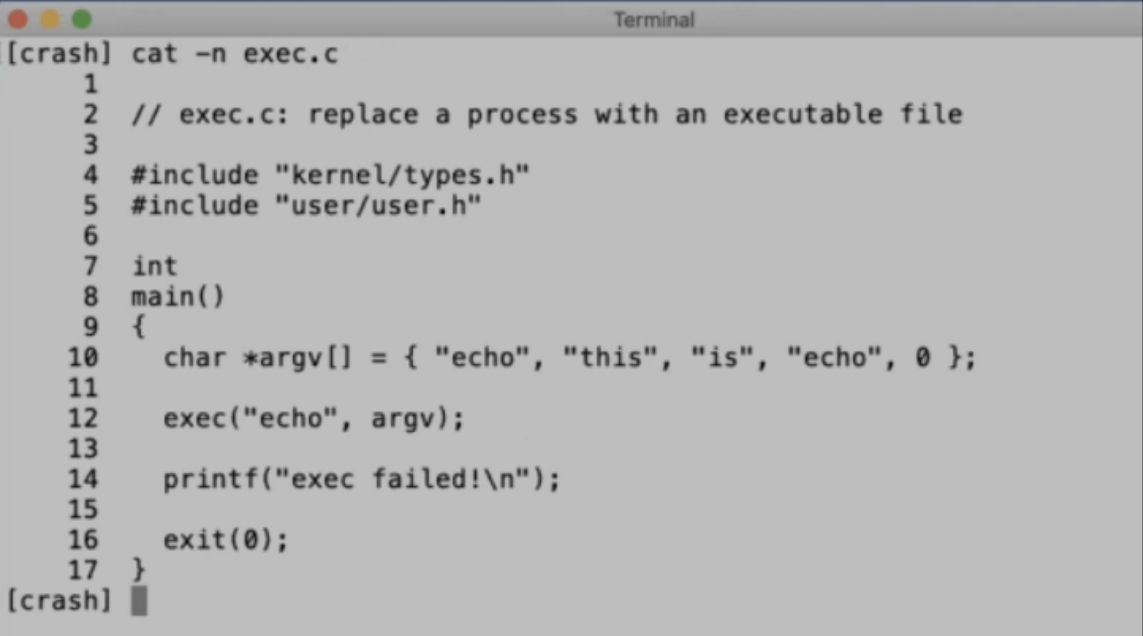 Terminal
[crash] cat -n exec.c
1
2 // exec.c: replace a process with an executable file
3
4 #include "kernel/types.h"
5 #include "user/user.h"
6
7 int
8 main()
9 {
10 char *argv[] = { "echo", "this", "is", "echo", 0 };
11
12 exec("echo", argv);
13
14 printf("exec failed!\n");
15
16 exit(0);
17 }
[crash]